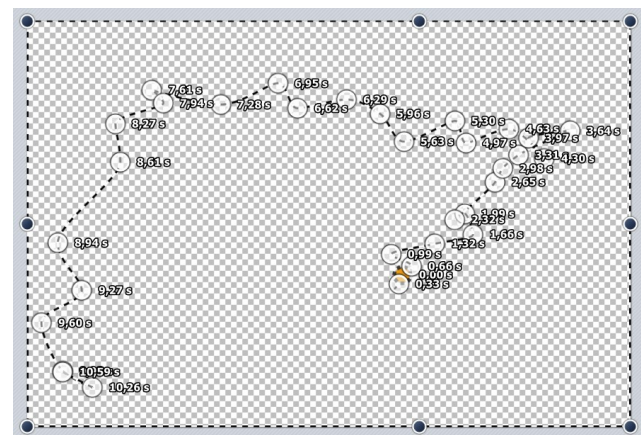 6,95 s
7,61 s
6,29 s
7,94 s
7,28 s
6,62 s
5,96 s
8,27 s
5,30 s
4,63 s
3,64 s
3,97 s
5,63 s
4,97 s
3,31 s
4,30 s
8,61 s
2,98 s
2,65 s
1,99 s
2,32 s
1,66 s
8,94 s
1,32 s
0,99 s
0,66 s
0,00 s
0,33 s
9,27 s
9,60 s
10,59 s
10,26 s